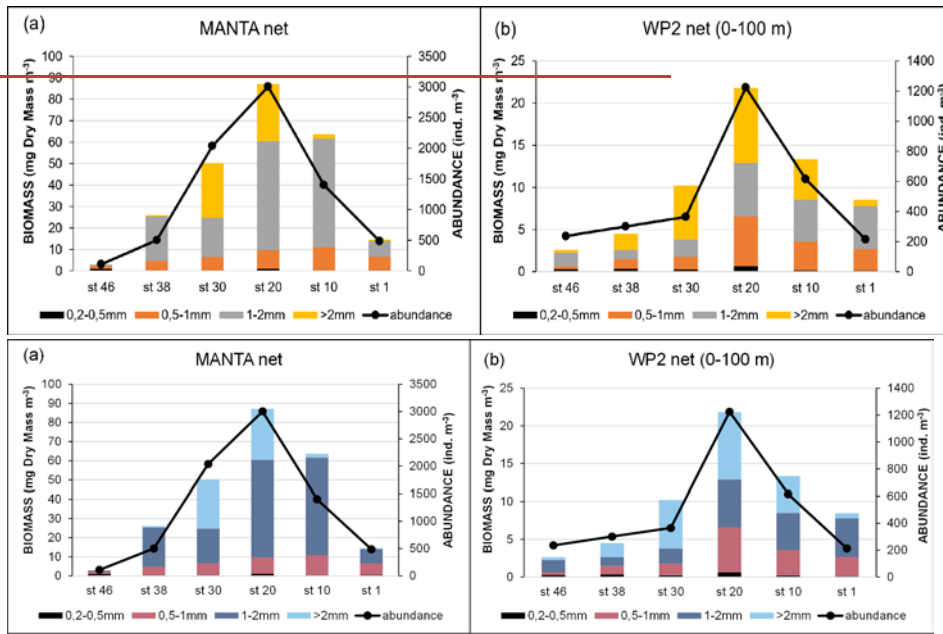 (a)
MANTA net
BIOMASS (mg Dry Mass m-3)
100
90
80
70
60
50
40
30
20
10
0
3500
3000
2500
2000
1500
1000
500
0
ABUNDANCE (ind. m-3)
st 46 st 38 st 30 st 20 st 10 st 1
0,2-0,5mm 0,5-1mm 1-2mm >2mm abundance
(b)
WP2 net (0-100 m)
BIOMASS (mg Dry Mass m-3)
25
20
15
10
5
0
1400
1200
1000
800
600
400
200
0
ABUNDANCE (ind. m-3)
st 46 st 38 st 30 st 20 st 10 st 1
0,2-0,5mm 0,5-1mm 1-2mm >2mm abundance
(a)
MANTA net
BIOMASS (mg Dry Mass m-3)
100
90
80
70
60
50
40
30
20
10
0
3500
3000
2500
2000
1500
1000
500
0
ABUNDANCE (ind. m-3)
st 46 st 38 st 30 st 20 st 10 st 1
0,2-0,5mm 0,5-1mm 1-2mm >2mm abundance
(b)
WP2 net (0-100 m)
BIOMASS (mg Dry Mass m-3)
25
20
15
10
5
0
1400
1200
1000
800
600
400
200
0
ABUNDANCE (ind. m-3)
st 46 st 38 st 30 st 20 st 10 st 1
0,2-0,5mm 0,5-1mm 1-2mm >2mm abundance